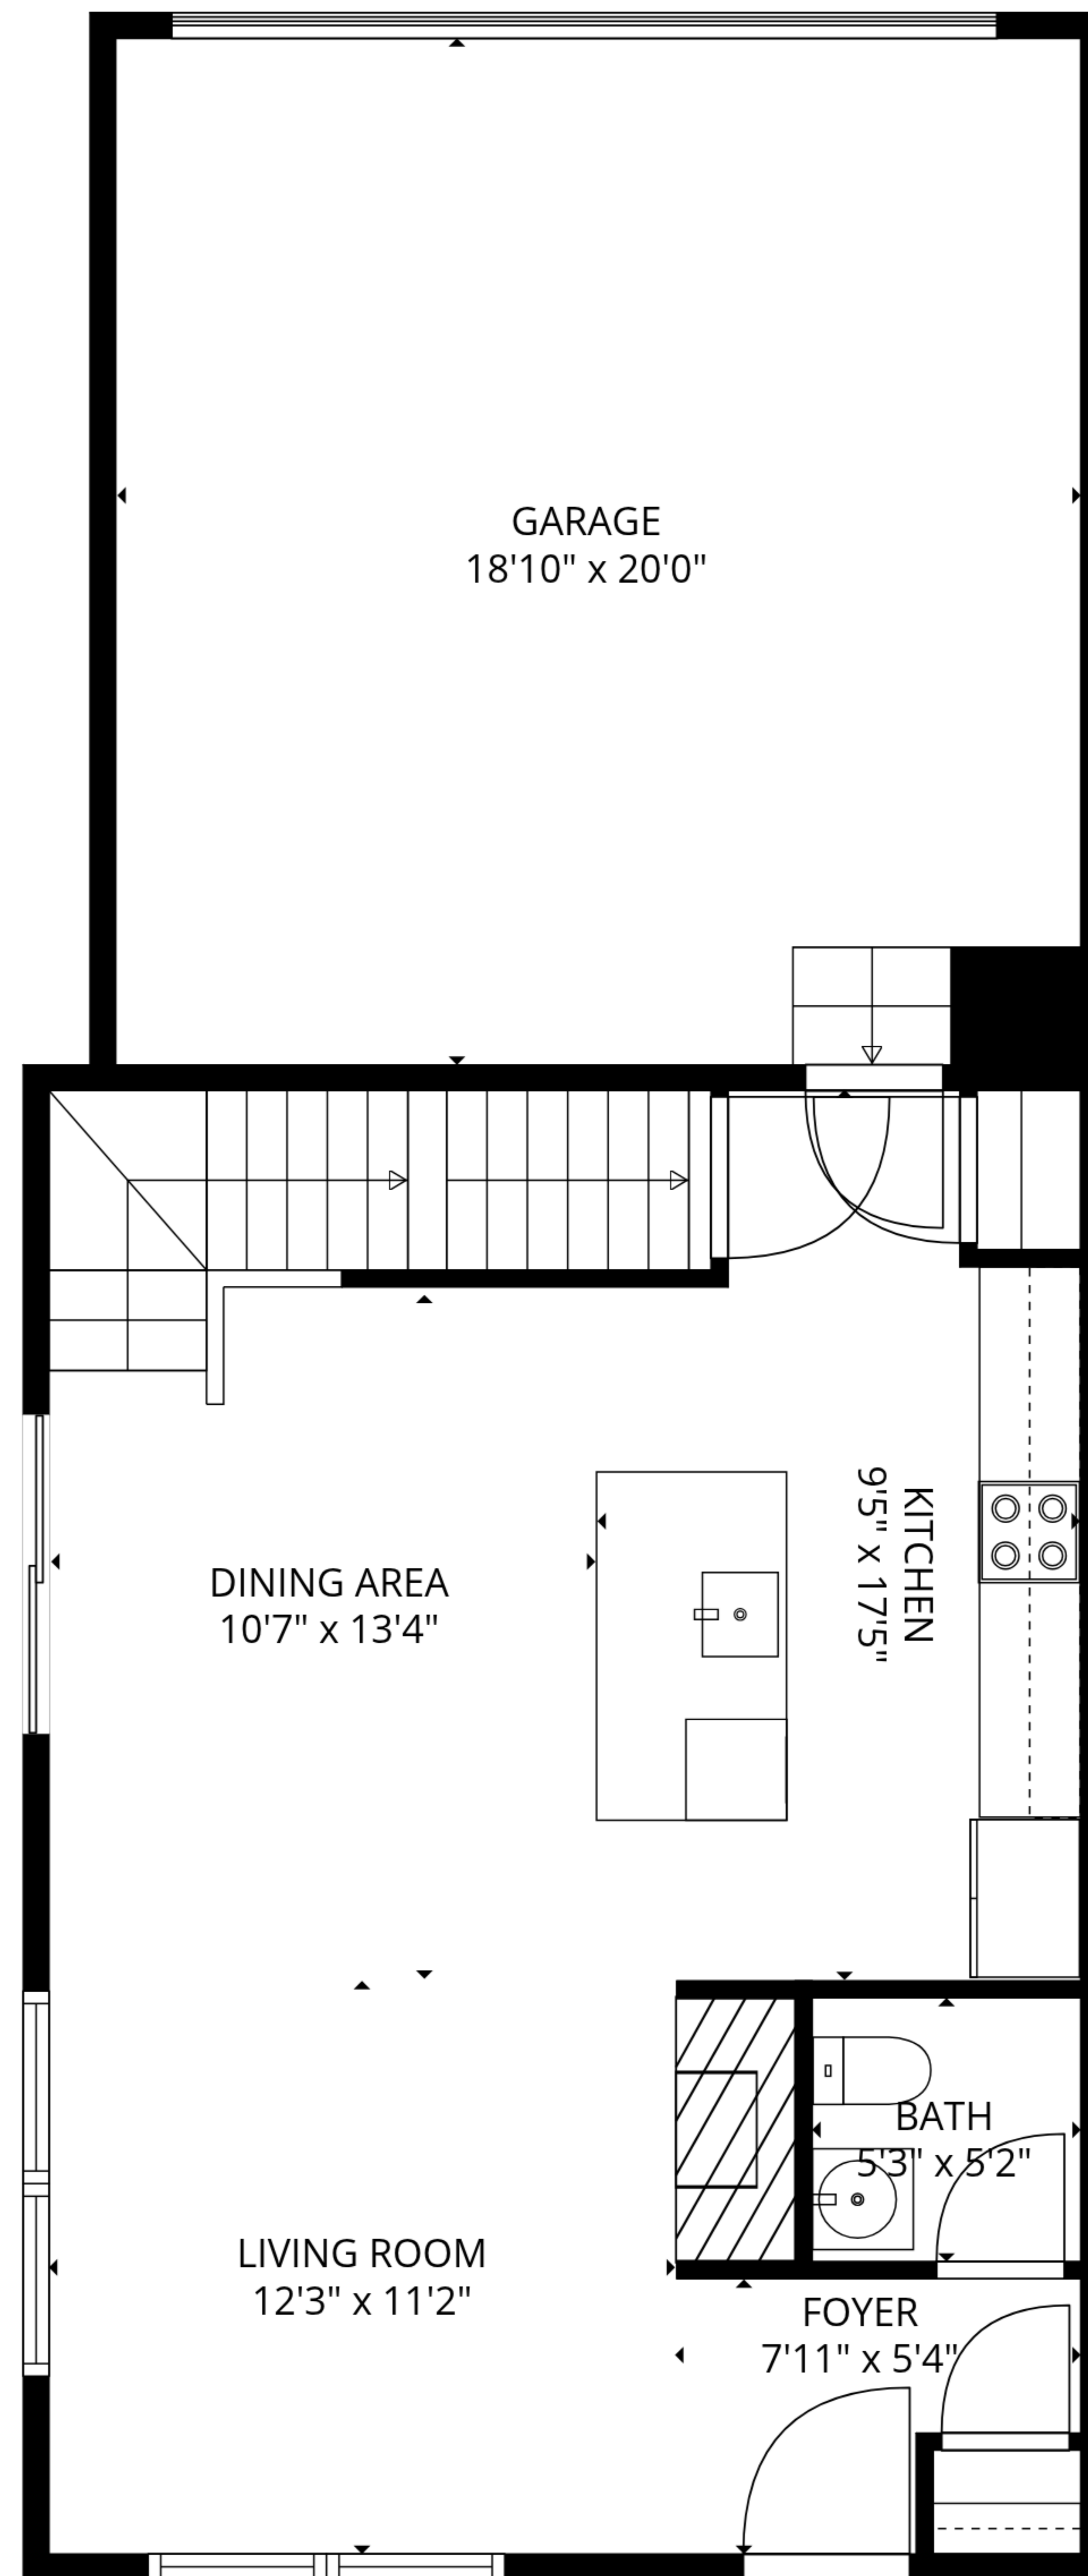 GARAGE
18'10" x 20'0"
KITCHEN
9'5" x 17'5"
DINING AREA
10'7" x 13'4"
BATH
5'3" x 5'2"
LIVING ROOM
12'3" x 11'2"
FOYER
7'11" x 5'4"